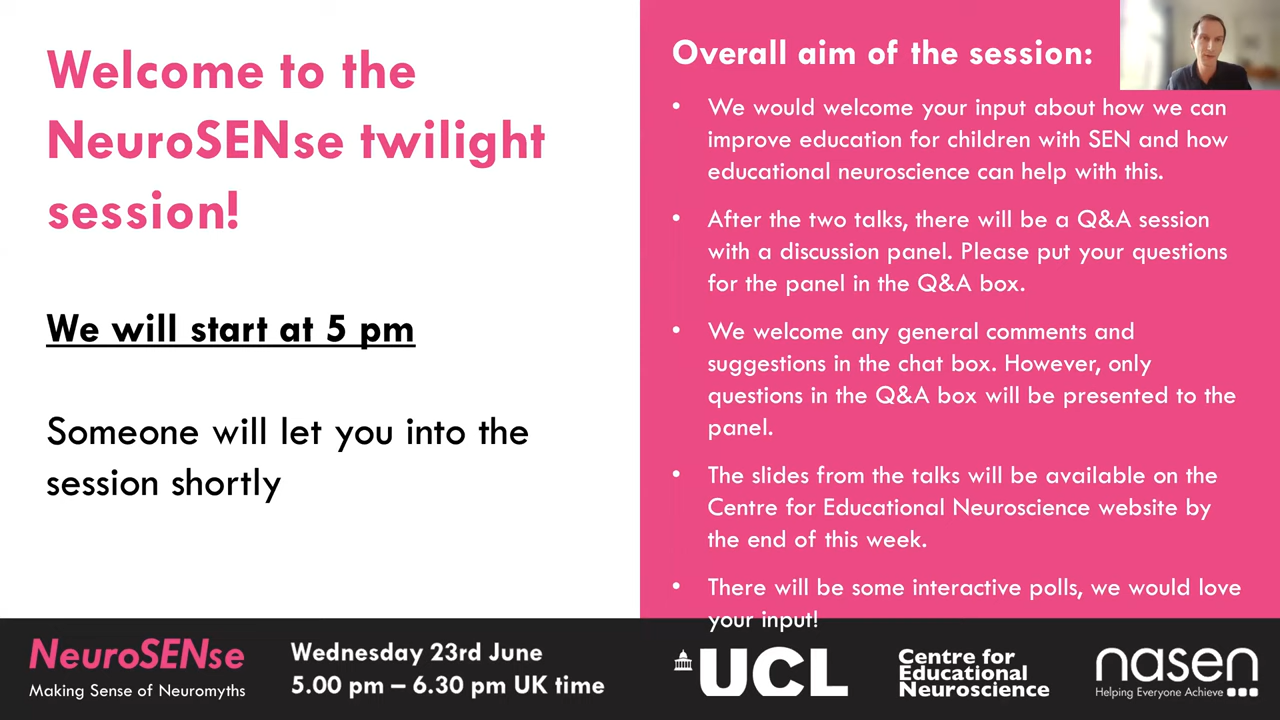 Welcome to the
NeuroSENse twilight
session!
We will start at 5 pm
Someone will let you into the
session shortly
Overall aim of the session:
• We would welcome your input about how we can
improve education for children with SEN and how
educational neuroscience can help with this.
• After the two talks, there will be a Q&A session
with a discussion panel. Please put your questions
for the panel in the Q&A box.
• We welcome any general comments and
suggestions in the chat box. However, only
questions in the Q&A box will be presented to the
panel.
• The slides from the talks will be available on the
Centre for Educational Neuroscience website by
the end of this week.
• There will be some interactive polls, we would love
your input!
NeuroSENse
Making Sense of Neuromyths
Wednesday 23rd June
5.00 pm – 6.30 pm UK time
UCL
Centre for
Educational
Neuroscience
nasen
Helping Everyone Achieve